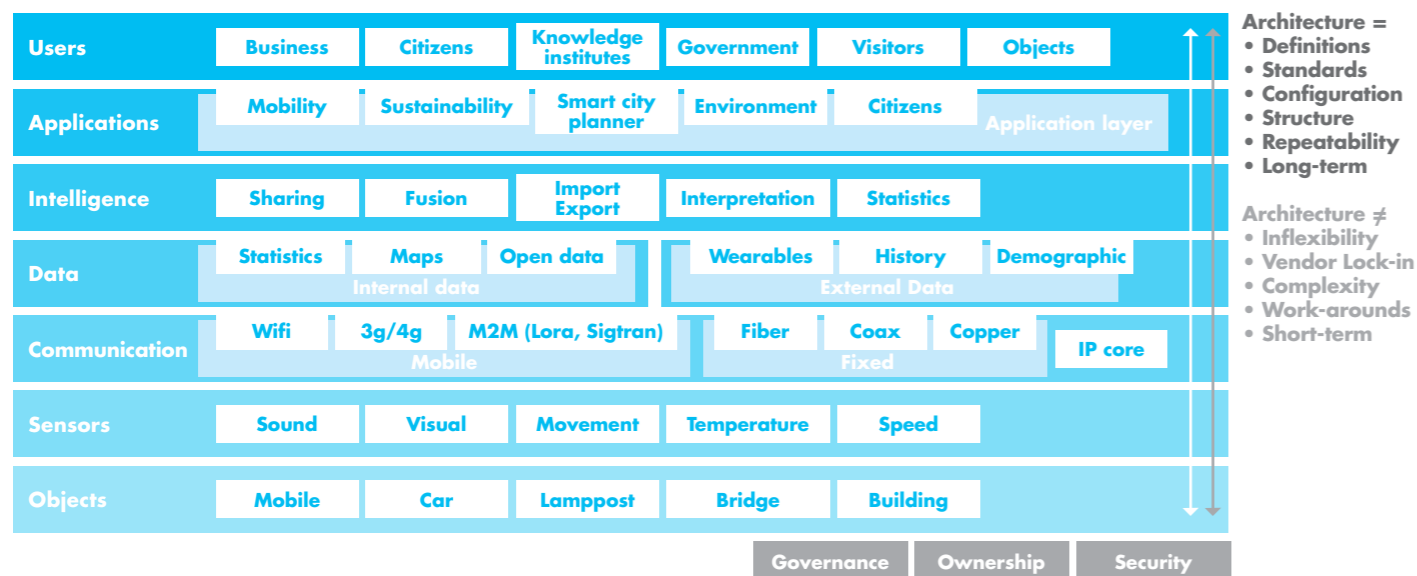 Users
Business
Citizens
Knowledge
institutes
Government
Visitors
Objects
Applications
Mobility
Sustainability
Smart city
planner
Environment
Citizens
Application layer
Intelligence
Sharing
Fusion
Import
Export
Interpretation
Statistics
Data
Statistics
Maps
Open data
Internal data
Wearables
History
Demographic
External Data
Communication
Wifi
3g/4g
M2M (Lora, Sigtran)
Mobile
Fiber
Coax
Copper
Fixed
IP core
Sensors
Sound
Visual
Movement
Temperature
Speed
Objects
Mobile
Car
Lamppost
Bridge
Building
Governance
Ownership
Security
Architecture =
• Definitions
• Standards
• Configuration
• Structure
• Repeatability
• Long-term
Architecture ≠
• Inflexibility
• Vendor Lock-in
• Complexity
• Work-arounds
• Short-term